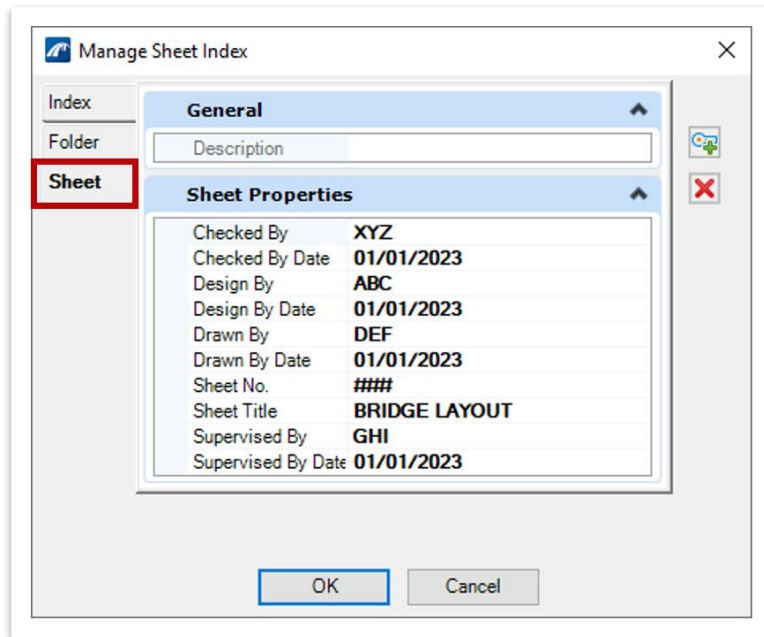 Manage Sheet Index
Index
Folder
Sheet
General
Description
Sheet Properties
Checked By XYZ
Checked By Date 01/01/2023
Design By ABC
Design By Date 01/01/2023
Drawn By DEF
Drawn By Date 01/01/2023
Sheet No. ####
Sheet Title BRIDGE LAYOUT
Supervised By GHI
Supervised By Date 01/01/2023
OK Cancel